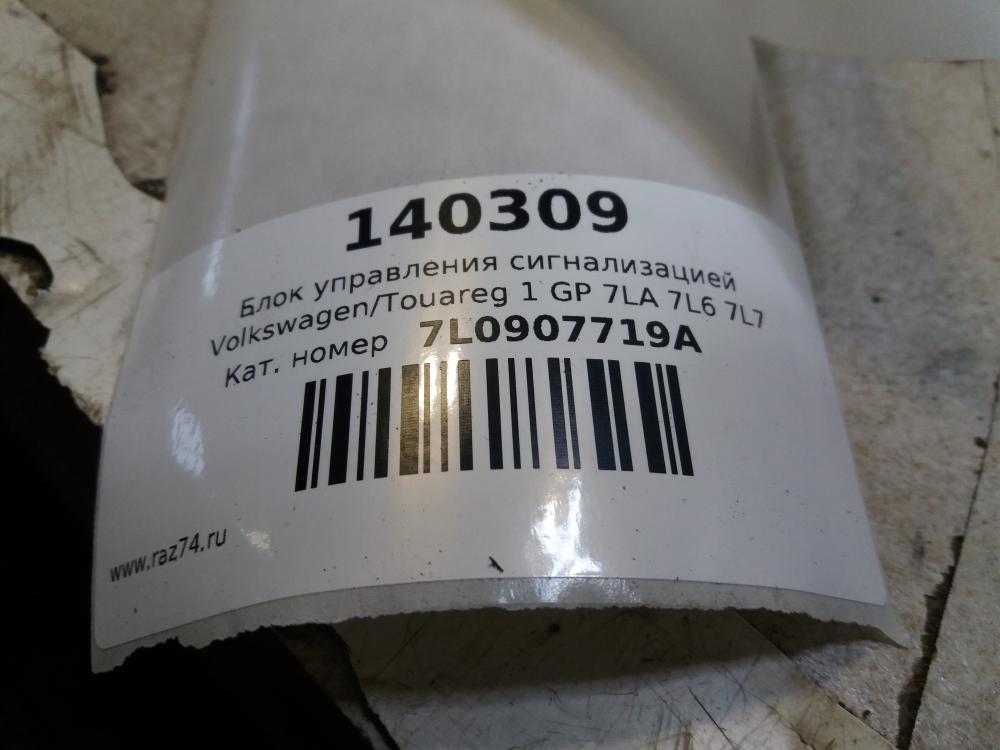 140309
Блок управления сигнализацией
Volkswagen/Touareg 1 GP 7LA 7L6 7L7
Кат. номер 7L0907719A
www.raz74.ru